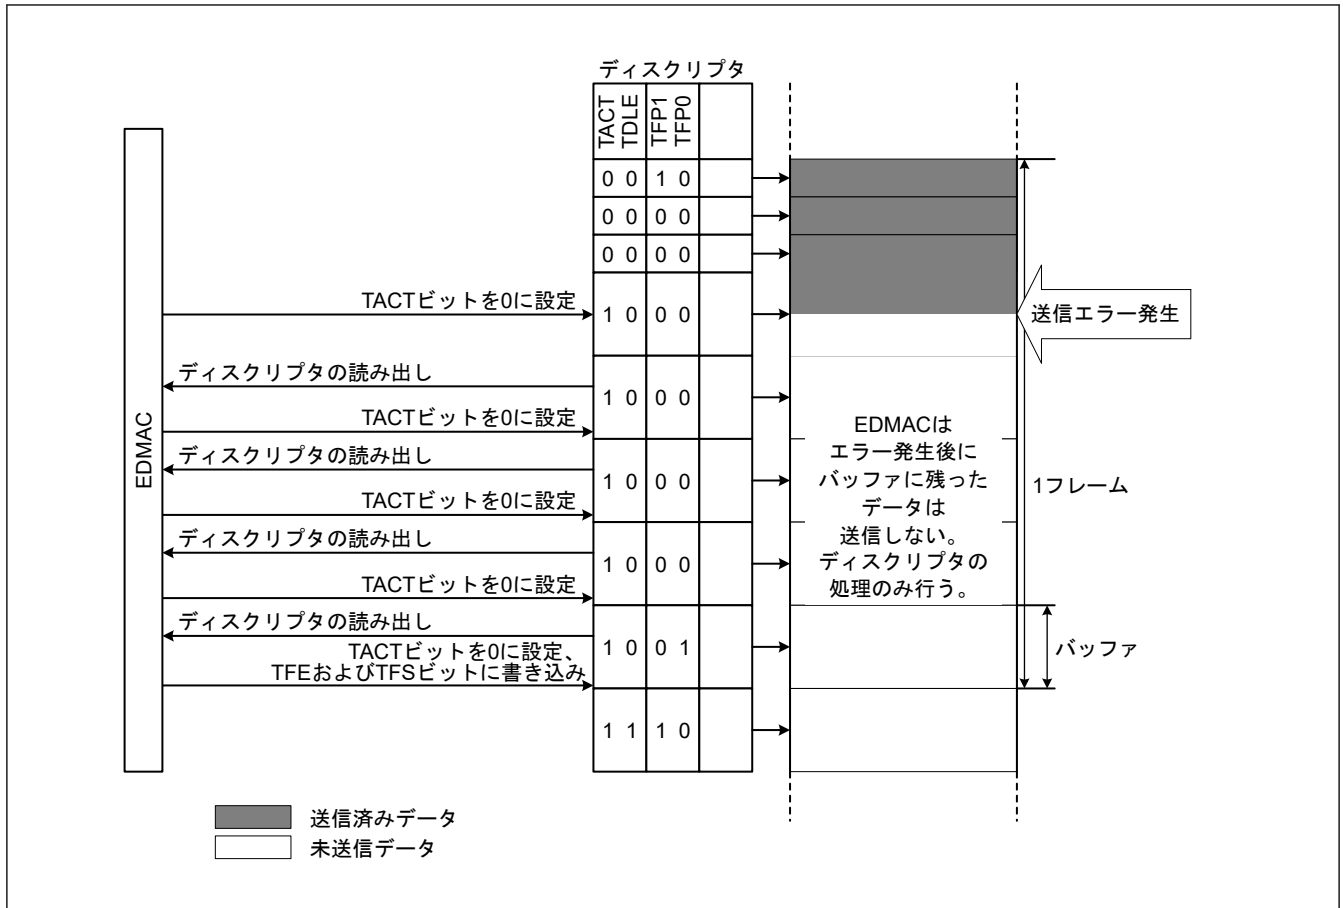 ディスクリプタ
TACT
TDLE
TFP1
TFP0
0 0 1 0
0 0 0 0
0 0 0 0
TACTビットを0に設定
1 0 0 0
送信エラー発生
ディスクリプタの読み出し
1 0 0 0
TACTビットを0に設定
EDMAC
ディスクリプタの読み出し
1 0 0 0
TACTビットを0に設定
ディスクリプタの読み出し
1 0 0 0
TACTビットを0に設定
EDMACは
エラー発生後に
バッファに残った
データは
送信しない。
ディスクリプタの
処理のみ行う。
1フレーム
ディスクリプタの読み出し
1 0 0 1
TACTビットを0に設定、
TFEおよびTFSビットに書き込み
バッファ
1 1 1 0
送信済みデータ
未送信データ